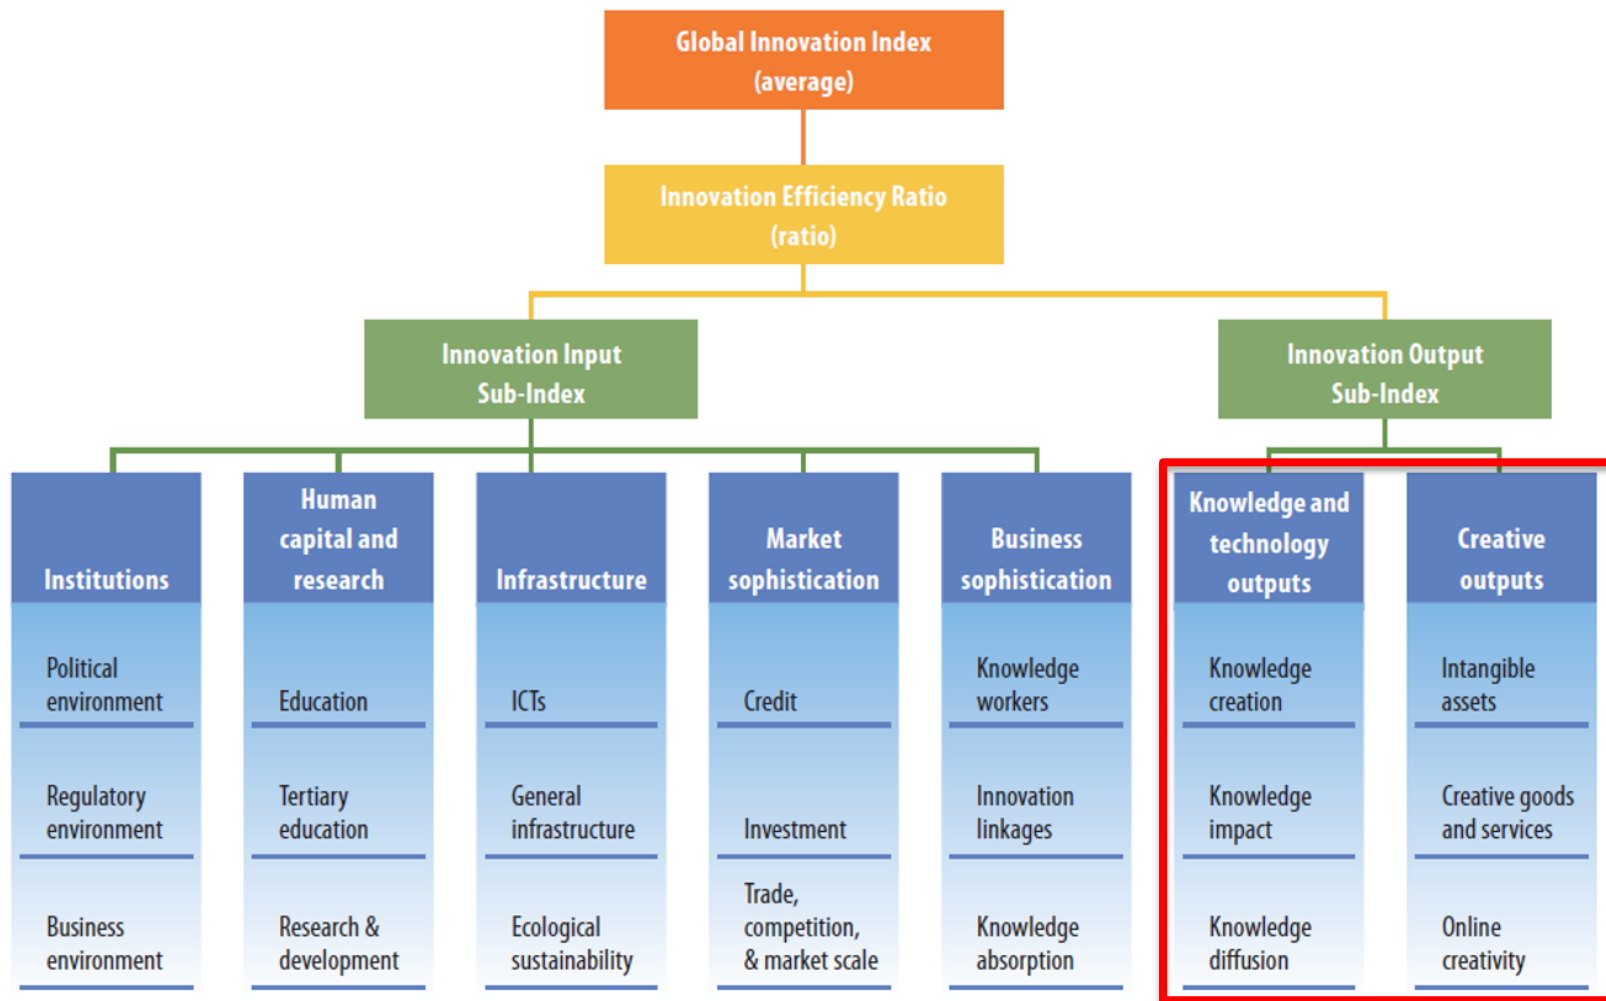 Global Innovation Index
(average)
Innovation Efficiency Ratio
(ratio)
Innovation Input
Sub-Index
Innovation Output
Sub-Index
Institutions
Political
environment
Regulatory
environment
Business
environment
Human
capital and
research
Education
Tertiary
education
Research &
development
Infrastructure
ICTs
General
infrastructure
Ecological
sustainability
Market
sophistication
Credit
Investment
Trade,
competition,
& market scale
Business
sophistication
Knowledge
workers
Innovation
linkages
Knowledge
absorption
Knowledge and
technology
outputs
Knowledge
creation
Knowledge
impact
Knowledge
diffusion
Creative
outputs
Intangible
assets
Creative goods
and services
Online
creativity